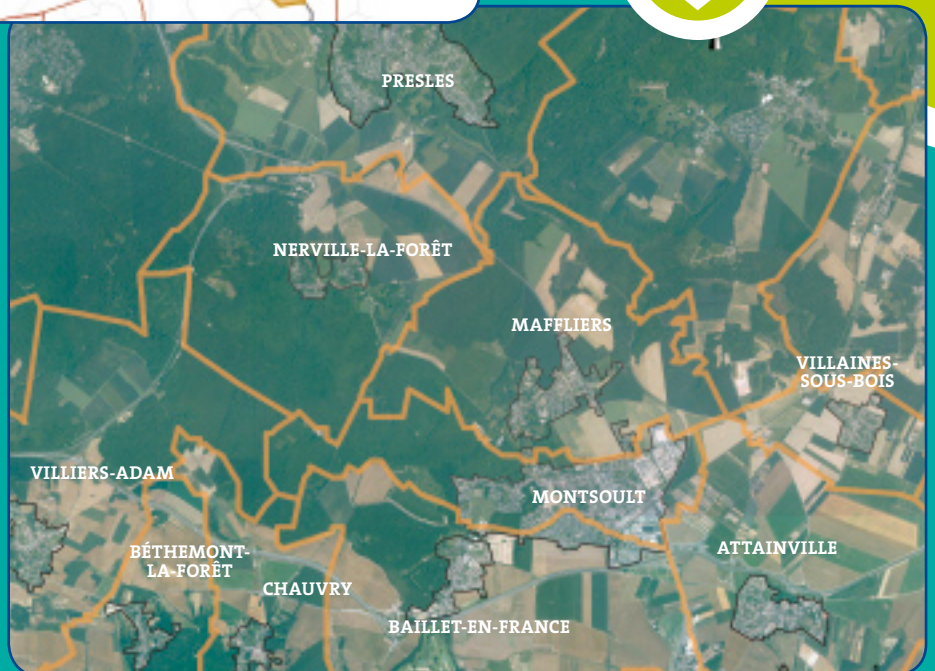 PRESLES
NERVILLE-LA-FORÊT
MAFFLIERS
VILLAINES-
SOUS-BOIS
VILLIERS-ADAM
MONTSOULT
BÉTHEMONT-
LA-FORÊT
ATTAINVILLE
CHAUVRY
BAILLET-EN-FRANCE